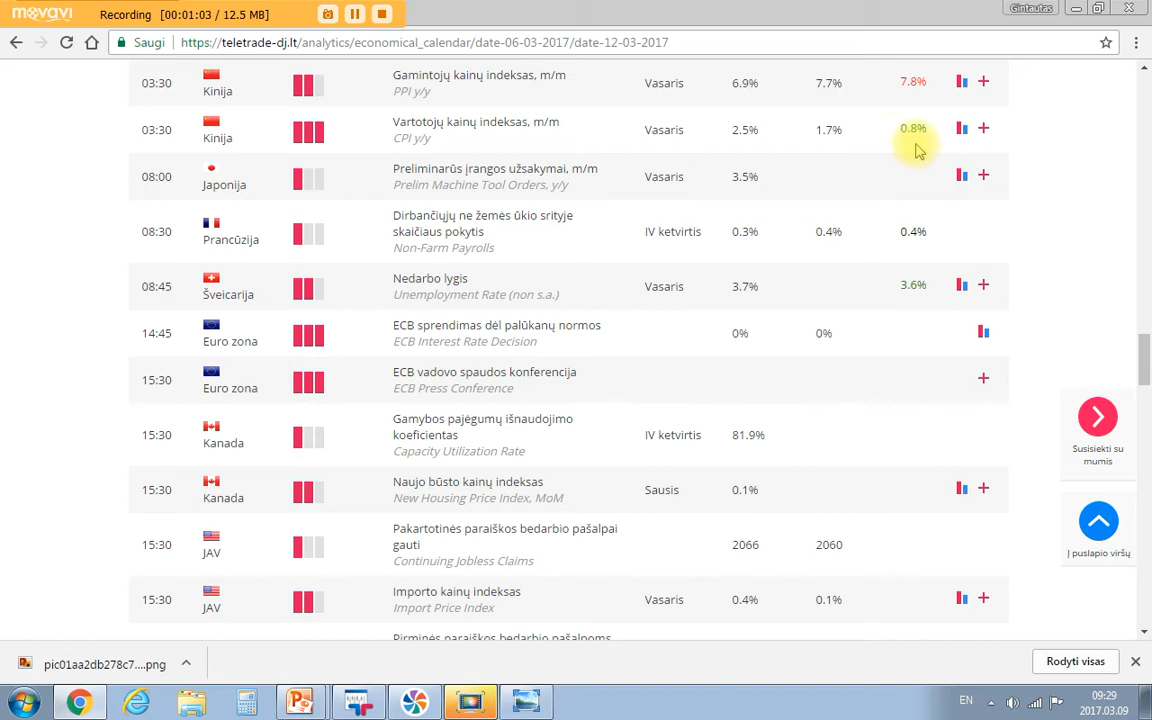 movavi Recording [00:01:03 / 12.5 MB] Gintautas
Saugi https://teletrade-dj.lt/analytics/economical_calendar/date-06-03-2017/date-12-03-2017
03:30 Kinija Gamintojų kainų indeksas, m/m Vasaris 6.9% 7.7% 7.8%
PPI y/y
03:30 Kinija Vartotojų kainų indeksas, m/m Vasaris 2.5% 1.7% 0.8%
CPI y/y
08:00 Japonija Preliminarūs įrangos užsakymai, m/m Vasaris 3.5%
Prelim Machine Tool Orders, y/y
08:30 Prancūzija Dirbančiųjų ne žemės ūkio srityje
skaičiaus pokytis IV ketvirtis 0.3% 0.4% 0.4%
Non-Farm Payrolls
08:45 Šveicarija Nedarbo lygis Vasaris 3.7% 3.6%
Unemployment Rate (non s.a.)
14:45 Euro zona ECB sprendimas dėl palūkanų normos 0% 0%
ECB Interest Rate Decision
15:30 Euro zona ECB vadovo spaudos konferencija
ECB Press Conference
15:30 Kanada Gamybos pajėgumų išnaudojimo
koeficientas IV ketvirtis 81.9%
Capacity Utilization Rate
15:30 Kanada Naujo būsto kainų indeksas Sausis 0.1%
New Housing Price Index, MoM
15:30 JAV Pakartotinės paraiškos bedarbio pašalpai
gauti 2066 2060
Continuing Jobless Claims
15:30 JAV Importo kainų indeksas Vasaris 0.4% 0.1%
Import Price Index
Pirminės paraiškos bedarbio pašalpoms
Susisiekti su
mumis
Į puslapio viršų
pic01aa2db278c7....png Rodyti visas
EN 09:29
2017.03.09